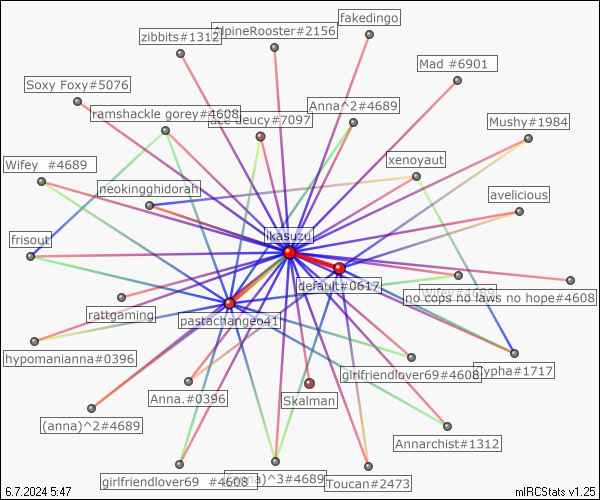 fakedingo
AlpineRooster#2156
zibbits#1312
Mad #6901
Soxy Foxy#5076
Anna^2#4689
ramshackle gorey#4608
ace deucy#7097
Mushy#1984
xenoyaut
Wifey #4689
neokingghidorah
avelicious
frisout
ikasuzu
default#0617
Wifey#4689
no cops no laws no hope#4608
rattgaming
pastachangeo41
hypomanianna#0396
girlfriendlover69#4608
Hypha#1717
Anna.#0396
Skalman
(anna)^2#4689
Annarchist#1312
girlfriendlover69 #4608
(anna)^3#4689
Toucan#2473
6.7.2024 5:47
mIRCStats v1.25